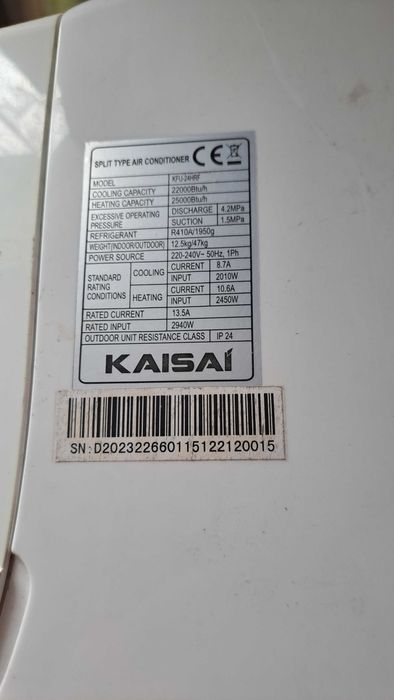 SPLIT TYPE AIR CONDITIONER CE
MODEL KFU-24HRF
COOLING CAPACITY 22000Btu/h
HEATING CAPACITY 25000Btu/h
EXCESSIVE OPERATING PRESSURE DISCHARGE 4.2MPa
SUCTION 1.5MPa
REFRIGERANT R410A/1950g
WEIGHT(INDOOR/OUTDOOR) 12.5kg/47kg
POWER SOURCE 220-240V~ 50Hz, 1Ph
STANDARD RATING CONDITIONS COOLING CURRENT 8.7A
INPUT 2010W
HEATING CURRENT 10.6A
INPUT 2450W
RATED CURRENT 13.5A
RATED INPUT 2940W
OUTDOOR UNIT RESISTANCE CLASS IP 24
KAISAI
SN:D202322660115122120015